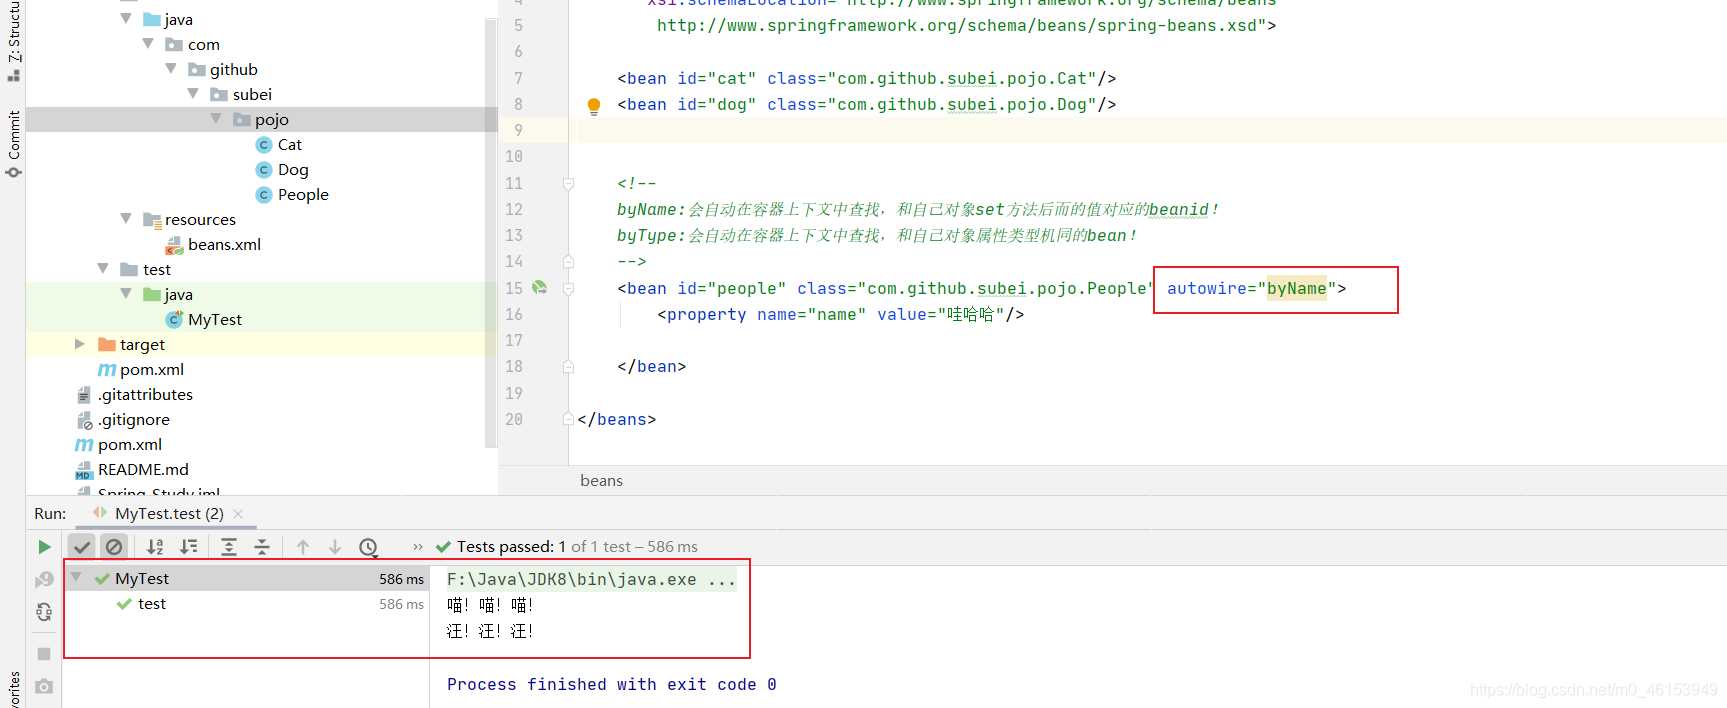 Z: Structu
Commit
vorites
java
com
github
subei
pojo
Cat
Dog
People
resources
beans.xml
test
java
MyTest
target
pom.xml
.gitattributes
.gitignore
pom.xml
README.md
Spring-Study.iml
4 xsi:schemaLocation="http://www.springframework.org/schema/beans
5 http://www.springframework.org/schema/beans/spring-beans.xsd">
6
7 <bean id="cat" class="com.github.subei.pojo.Cat"/>
8 <bean id="dog" class="com.github.subei.pojo.Dog"/>
9
10
11 <!--
12 byName:会自动在容器上下文中查找，和自己对象set方法后而的值对应的beanid！
13 byType:会自动在容器上下文中查找，和自己对象属性类型机同的bean！
14 -->
15 <bean id="people" class="com.github.subei.pojo.People" autowire="byName">
16 <property name="name" value="哇哈哈"/>
17
18 </bean>
19
20 </beans>
beans
Run: MyTest.test (2)
Tests passed: 1 of 1 test – 586 ms
MyTest 586 ms
test 586 ms
F:\Java\JDK8\bin\java.exe ...
喵！喵！喵！
汪！汪！汪！
Process finished with exit code 0
https://blog.csdn.net/m0_46153949